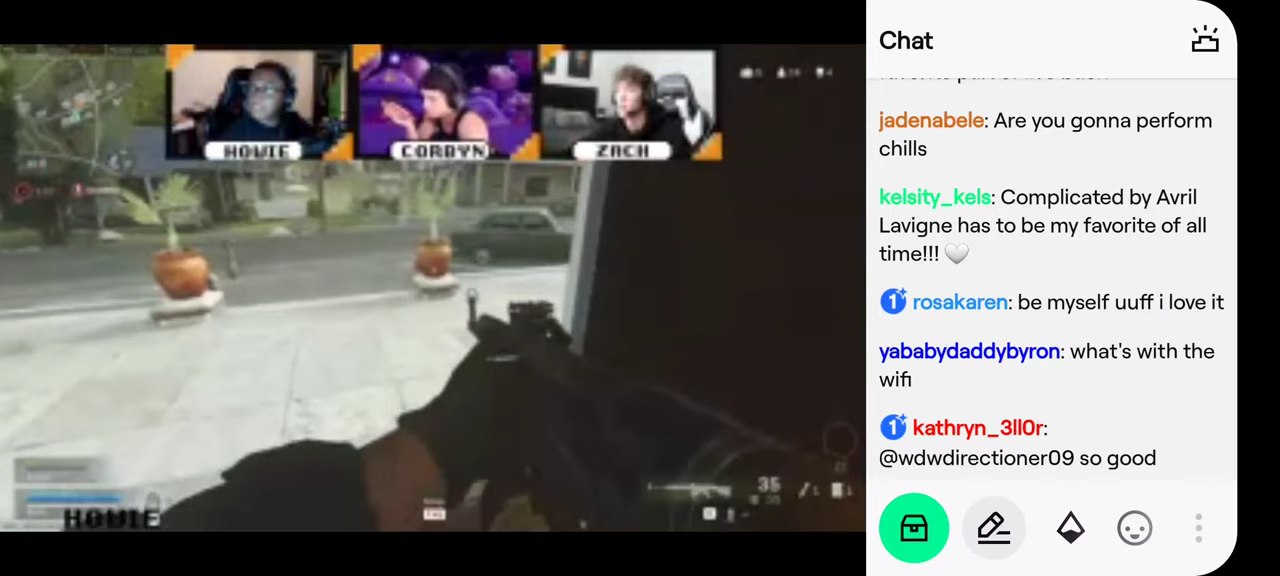 HOWIE
CORBYN
ZACH
35
HOWIE
Chat
jadenabele: Are you gonna perform
chills
kelsity_kels: Complicated by Avril
Lavigne has to be my favorite of all
time!!! 🤍
1 rosakaren: be myself uuff i love it
yababydaddybyron: what's with the
wifi
1 kathryn_3ll0r:
@wdwdirectioner09 so good